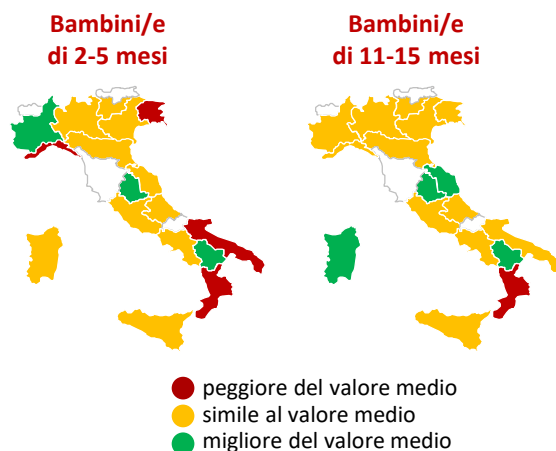 Bambini/e
di 2-5 mesi
Bambini/e
di 11-15 mesi
peggiore del valore medio
simile al valore medio
migliore del valore medio